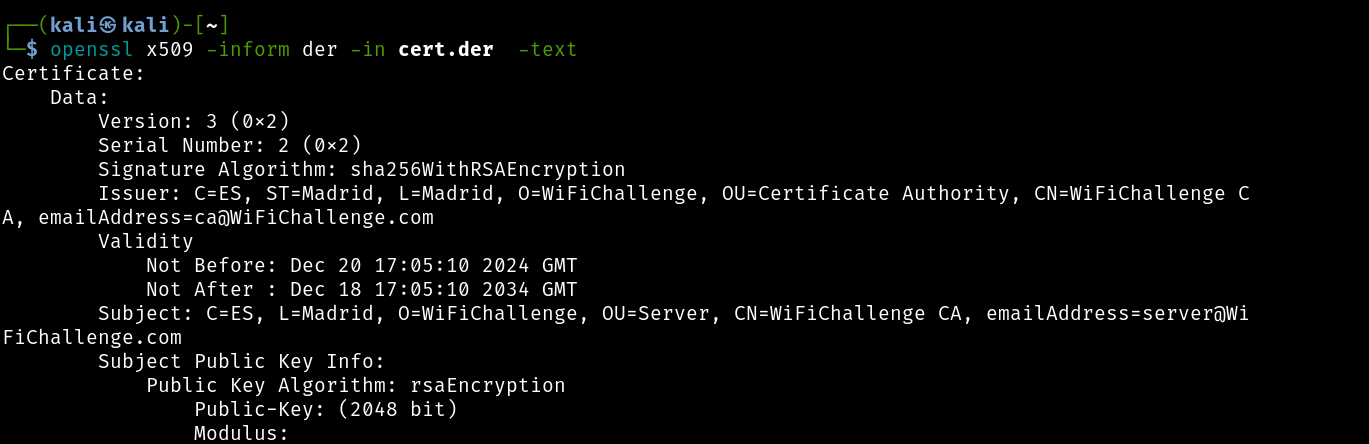 ┌──(kali㉿kali)-[~]
└─$ openssl x509 -inform der -in cert.der  -text
Certificate:
    Data:
        Version: 3 (0×2)
        Serial Number: 2 (0×2)
        Signature Algorithm: sha256WithRSAEncryption
        Issuer: C=ES, ST=Madrid, L=Madrid, O=WiFiChallenge, OU=Certificate Authority, CN=WiFiChallenge C
A, emailAddress=ca@WiFiChallenge.com
        Validity
            Not Before: Dec 20 17:05:10 2024 GMT
            Not After : Dec 18 17:05:10 2034 GMT
        Subject: C=ES, L=Madrid, O=WiFiChallenge, OU=Server, CN=WiFiChallenge CA, emailAddress=server@Wi
FiChallenge.com
        Subject Public Key Info:
            Public Key Algorithm: rsaEncryption
                Public-Key: (2048 bit)
                Modulus: